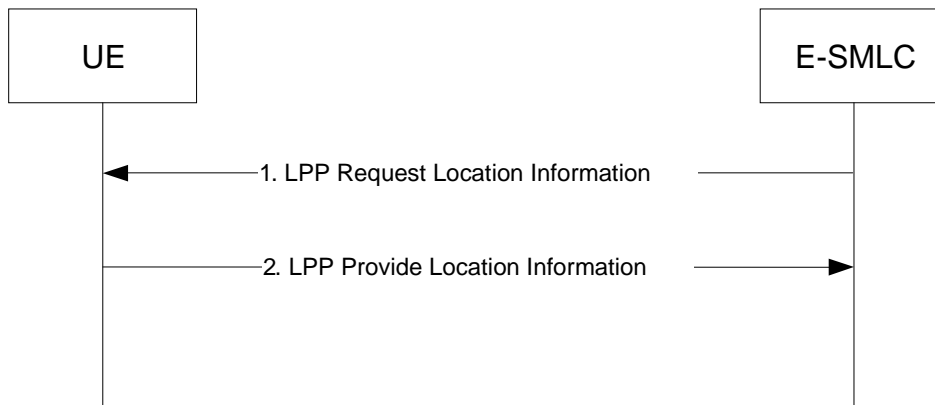 UE
E-SMLC
1. LPP Request Location Information
2. LPP Provide Location Information